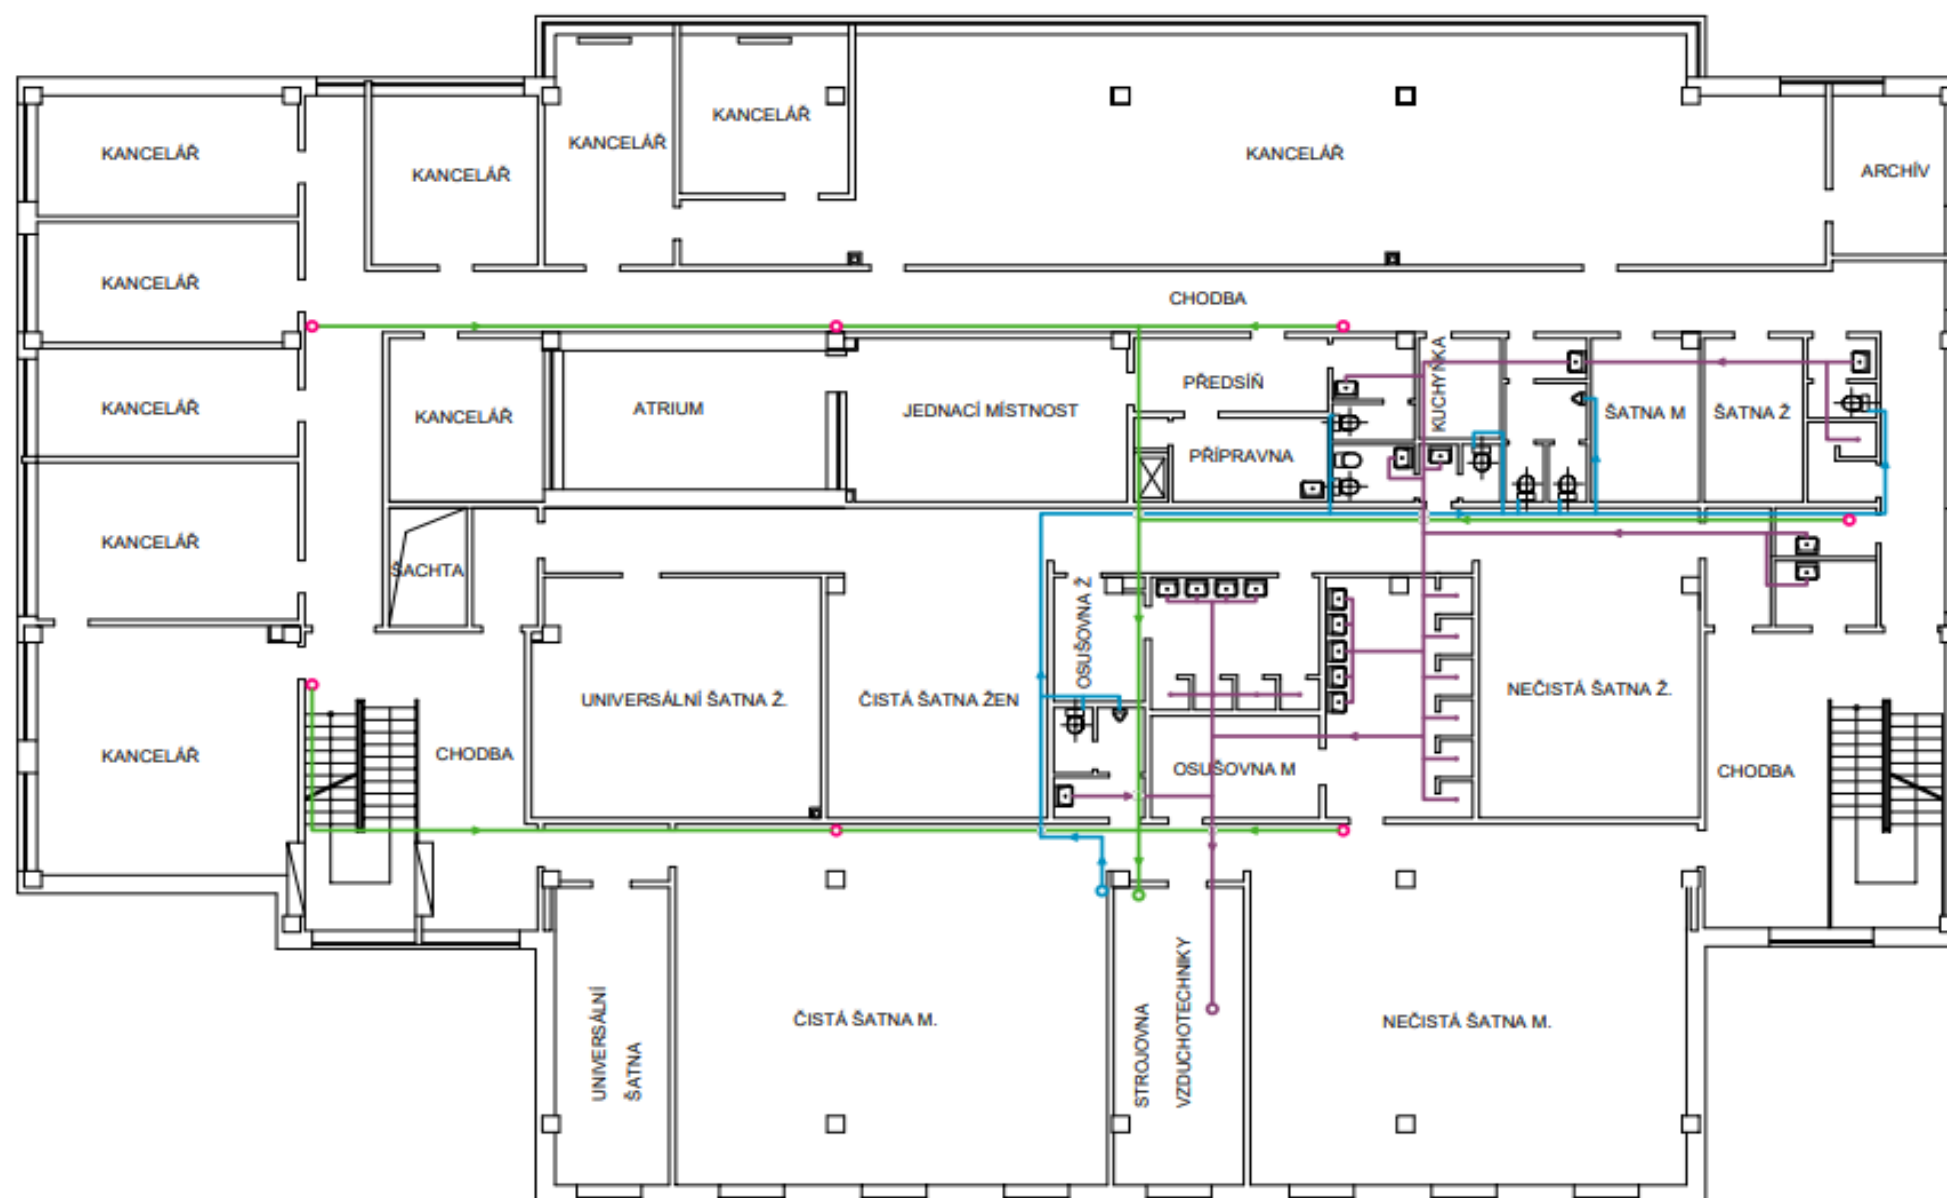 KANCELÁŘ
KANCELÁŘ
KANCELÁŘ
KANCELÁŘ
KANCELÁŘ
ARCHÍV
KANCELÁŘ
CHODBA
KANCELÁŘ
KANCELÁŘ
ATRIUM
JEDNACÍ MÍSTNOST
PŘEDSÍŇ
KUCHYŇKA
ŠATNA M
ŠATNA Ž
PŘÍPRAVNA
KANCELÁŘ
ŠACHTA
OSUŠOVNA Ž
UNIVERSÁLNÍ ŠATNA Ž.
ČISTÁ ŠATNA ŽEN
NEČISTÁ ŠATNA Ž.
KANCELÁŘ
CHODBA
OSUŠOVNA M
CHODBA
UNIVERSÁLNÍ
ŠATNA
ČISTÁ ŠATNA M.
STROJOVNA
VZDUCHOTECHNIKY
NEČISTÁ ŠATNA M.